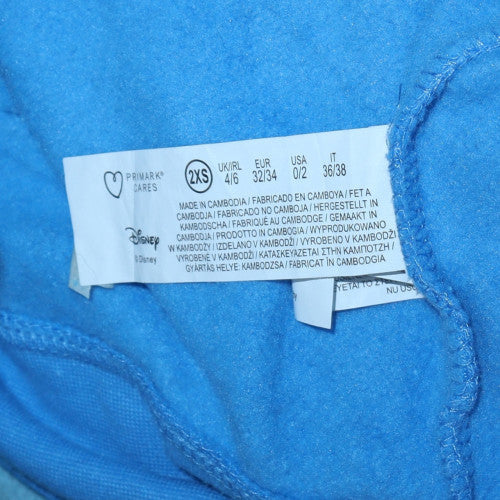 PRIMARK®
CARES
2XS
UK/IRL EUR USA IT
4/6 32/34 0/2 36/38
MADE IN CAMBODIA / FABRICADO EN CAMBOYA / FET A
CAMBODJA / FABRICADO NO CAMBOJA / HERGESTELLT IN
KAMBODSCHA / FABRIQUÉ AU CAMBODGE / GEMAAKT IN
CAMBODJA / PRODOTTO IN CAMBOGIA / WYPRODUKOWANO
W KAMBODŻY / IZDELANO V KAMBODŽI / VYROBENO V KAMBODŽI
VYROBENÉ V KAMBODŽI / ΚΑΤΑΣΚΕΥΑΖΕΤΑΙ ΣΤΗΝ ΚΑΜΠΟΤΖΗ /
GYÁRTÁS HELYE: KAMBODZSA / FABRICAT ÎN CAMBODGIA
Disney
© Disney
NU